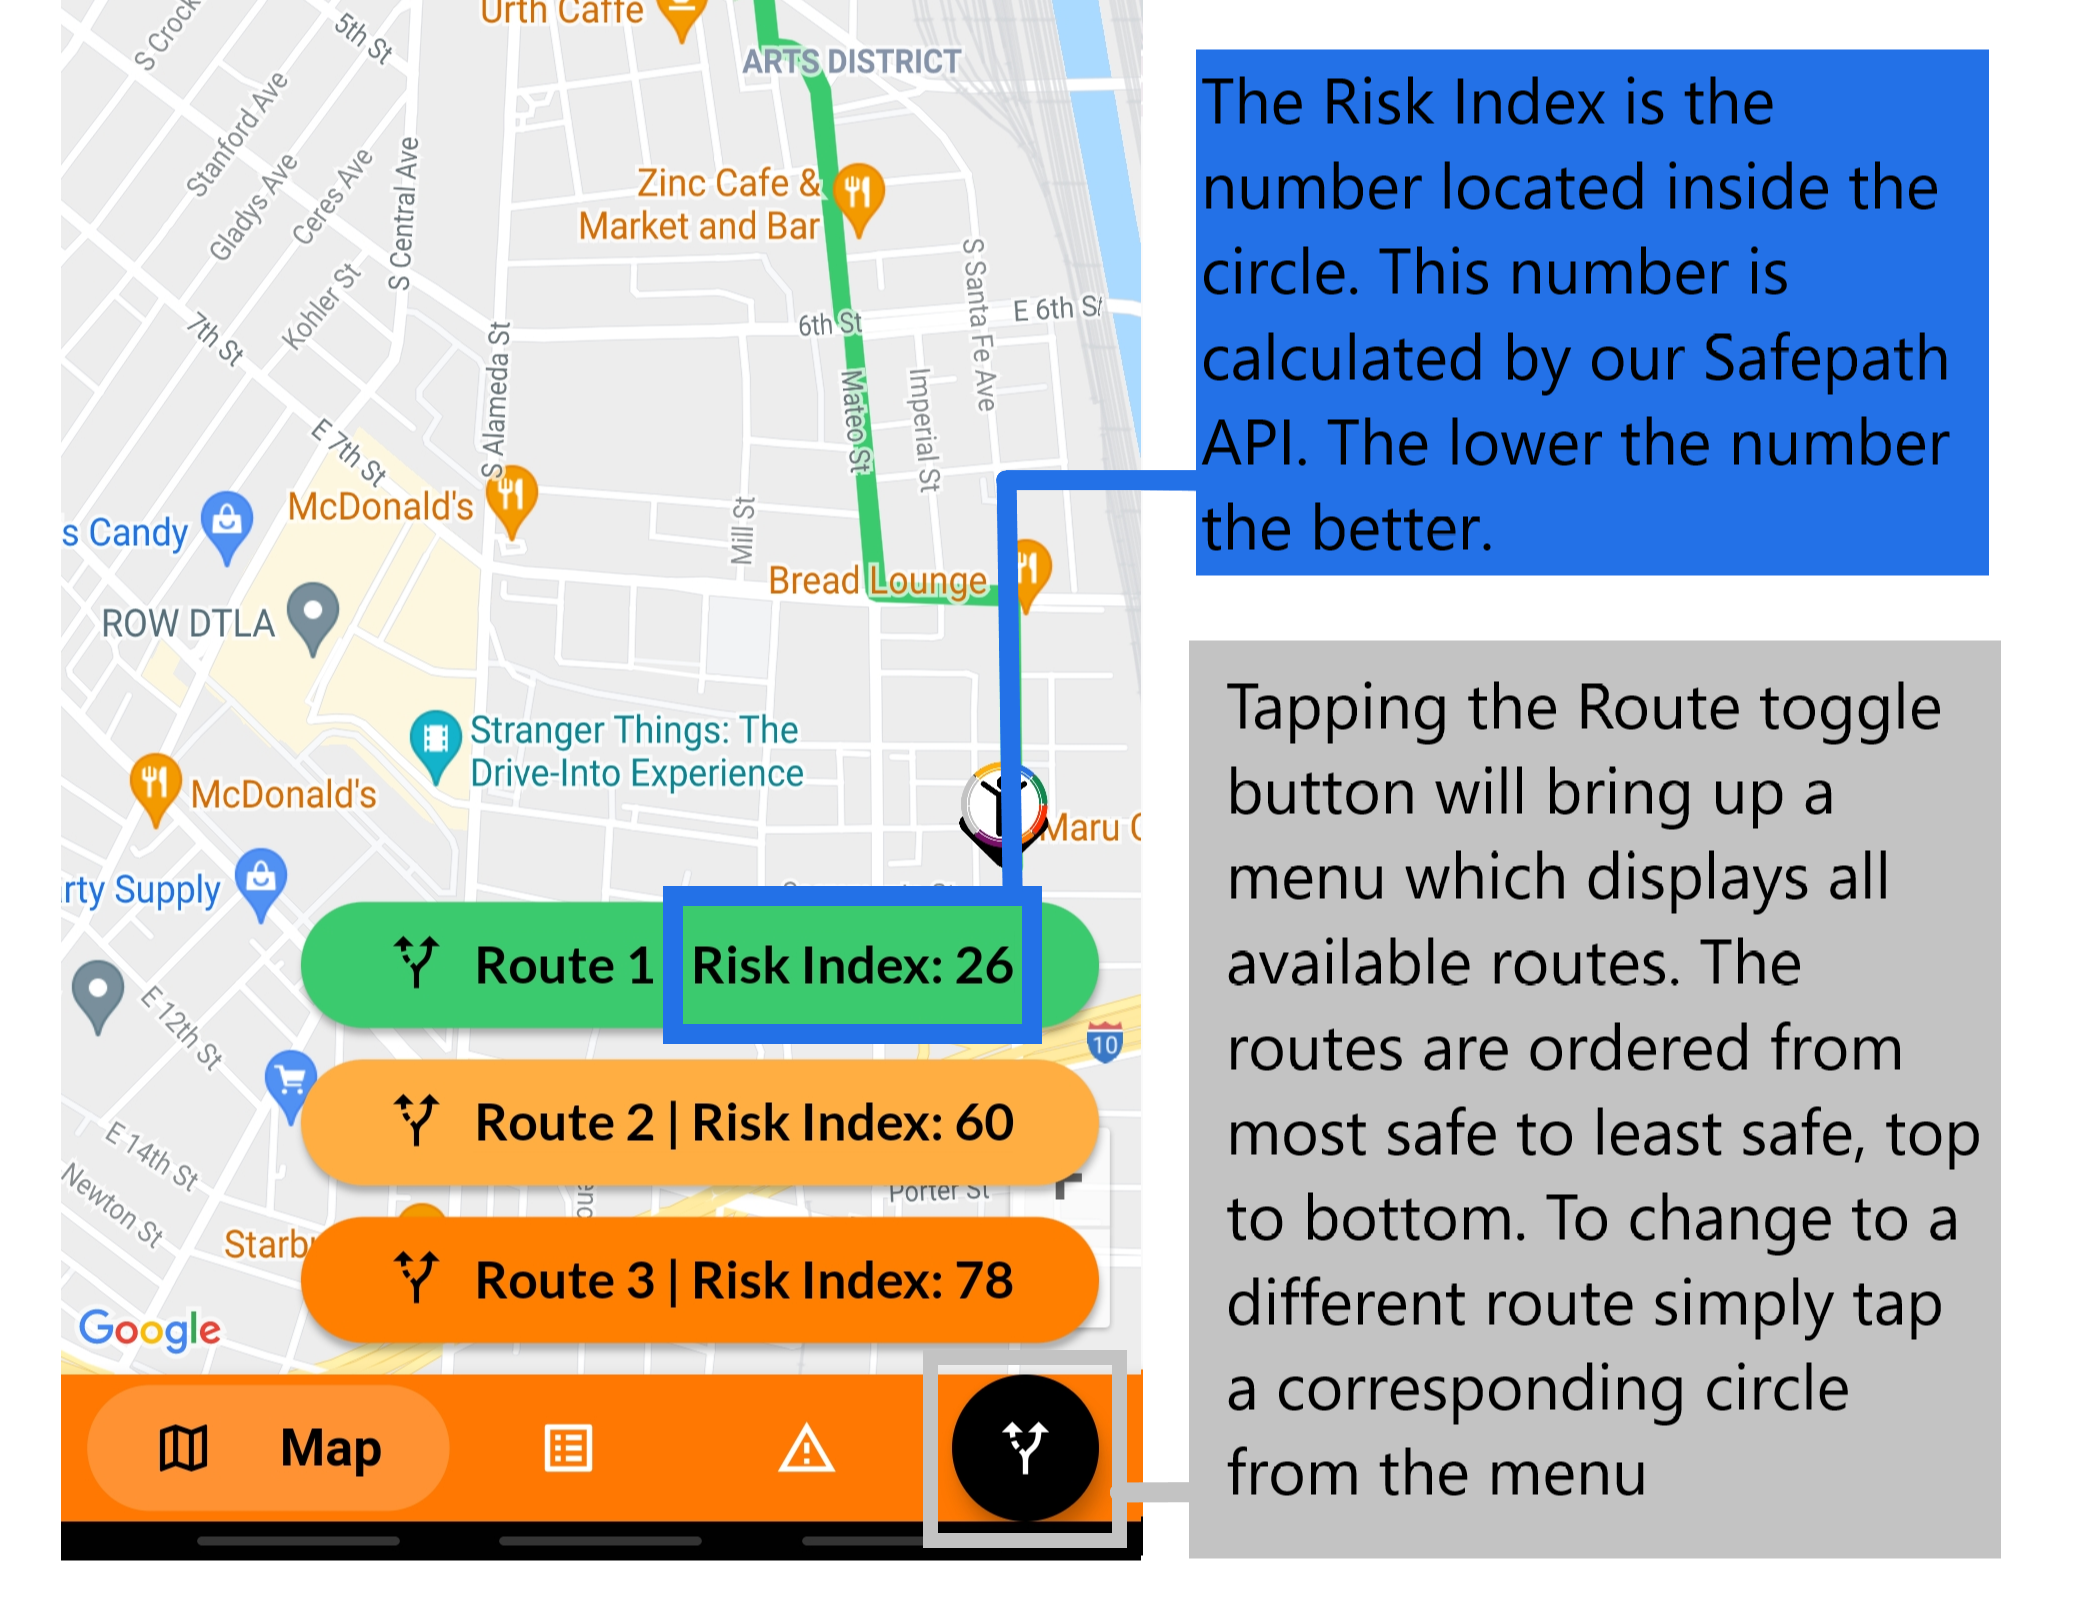 Urth Caffe
S Crock
5th St
ARTS DISTRICT
Stanford Ave
Gladys Ave
Ceres Ave
S Central Ave
Zinc Cafe &
Market and Bar
Kohler St
7th St
S Santa Fe Ave
E 6th St
6th St
S Alameda St
Mateo St
Imperial St
E 7th St
McDonald's
s Candy
Mill St
Bread Lounge
ROW DTLA
Stranger Things: The
Drive-Into Experience
McDonald's
Maru C
rty Supply
Route 1
Risk Index: 26
E 12th St
10
Route 2 | Risk Index: 60
E 14th St
Newton St
Porter St
Starb
Route 3 | Risk Index: 78
Google
Map
The Risk Index is the
number located inside the
circle. This number is
calculated by our Safepath
API. The lower the number
the better.
Tapping the Route toggle
button will bring up a
menu which displays all
available routes. The
routes are ordered from
most safe to least safe, top
to bottom. To change to a
different route simply tap
a corresponding circle
from the menu